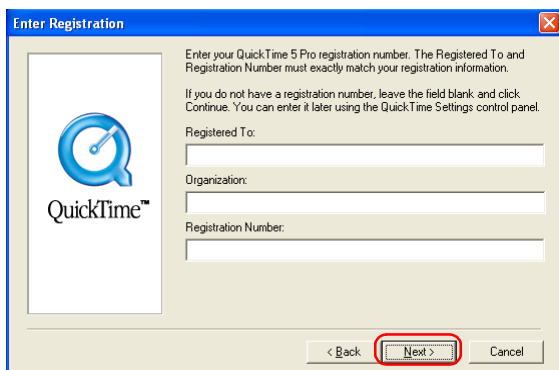 Enter Registration
Enter your QuickTime 5 Pro registration number. The Registered To and
Registration Number must exactly match your registration information.
If you do not have a registration number, leave the field blank and click
Continue. You can enter it later using the QuickTime Settings control panel.
Registered To:
Organization:
Registration Number:
QuickTime™
< Back
Next >
Cancel